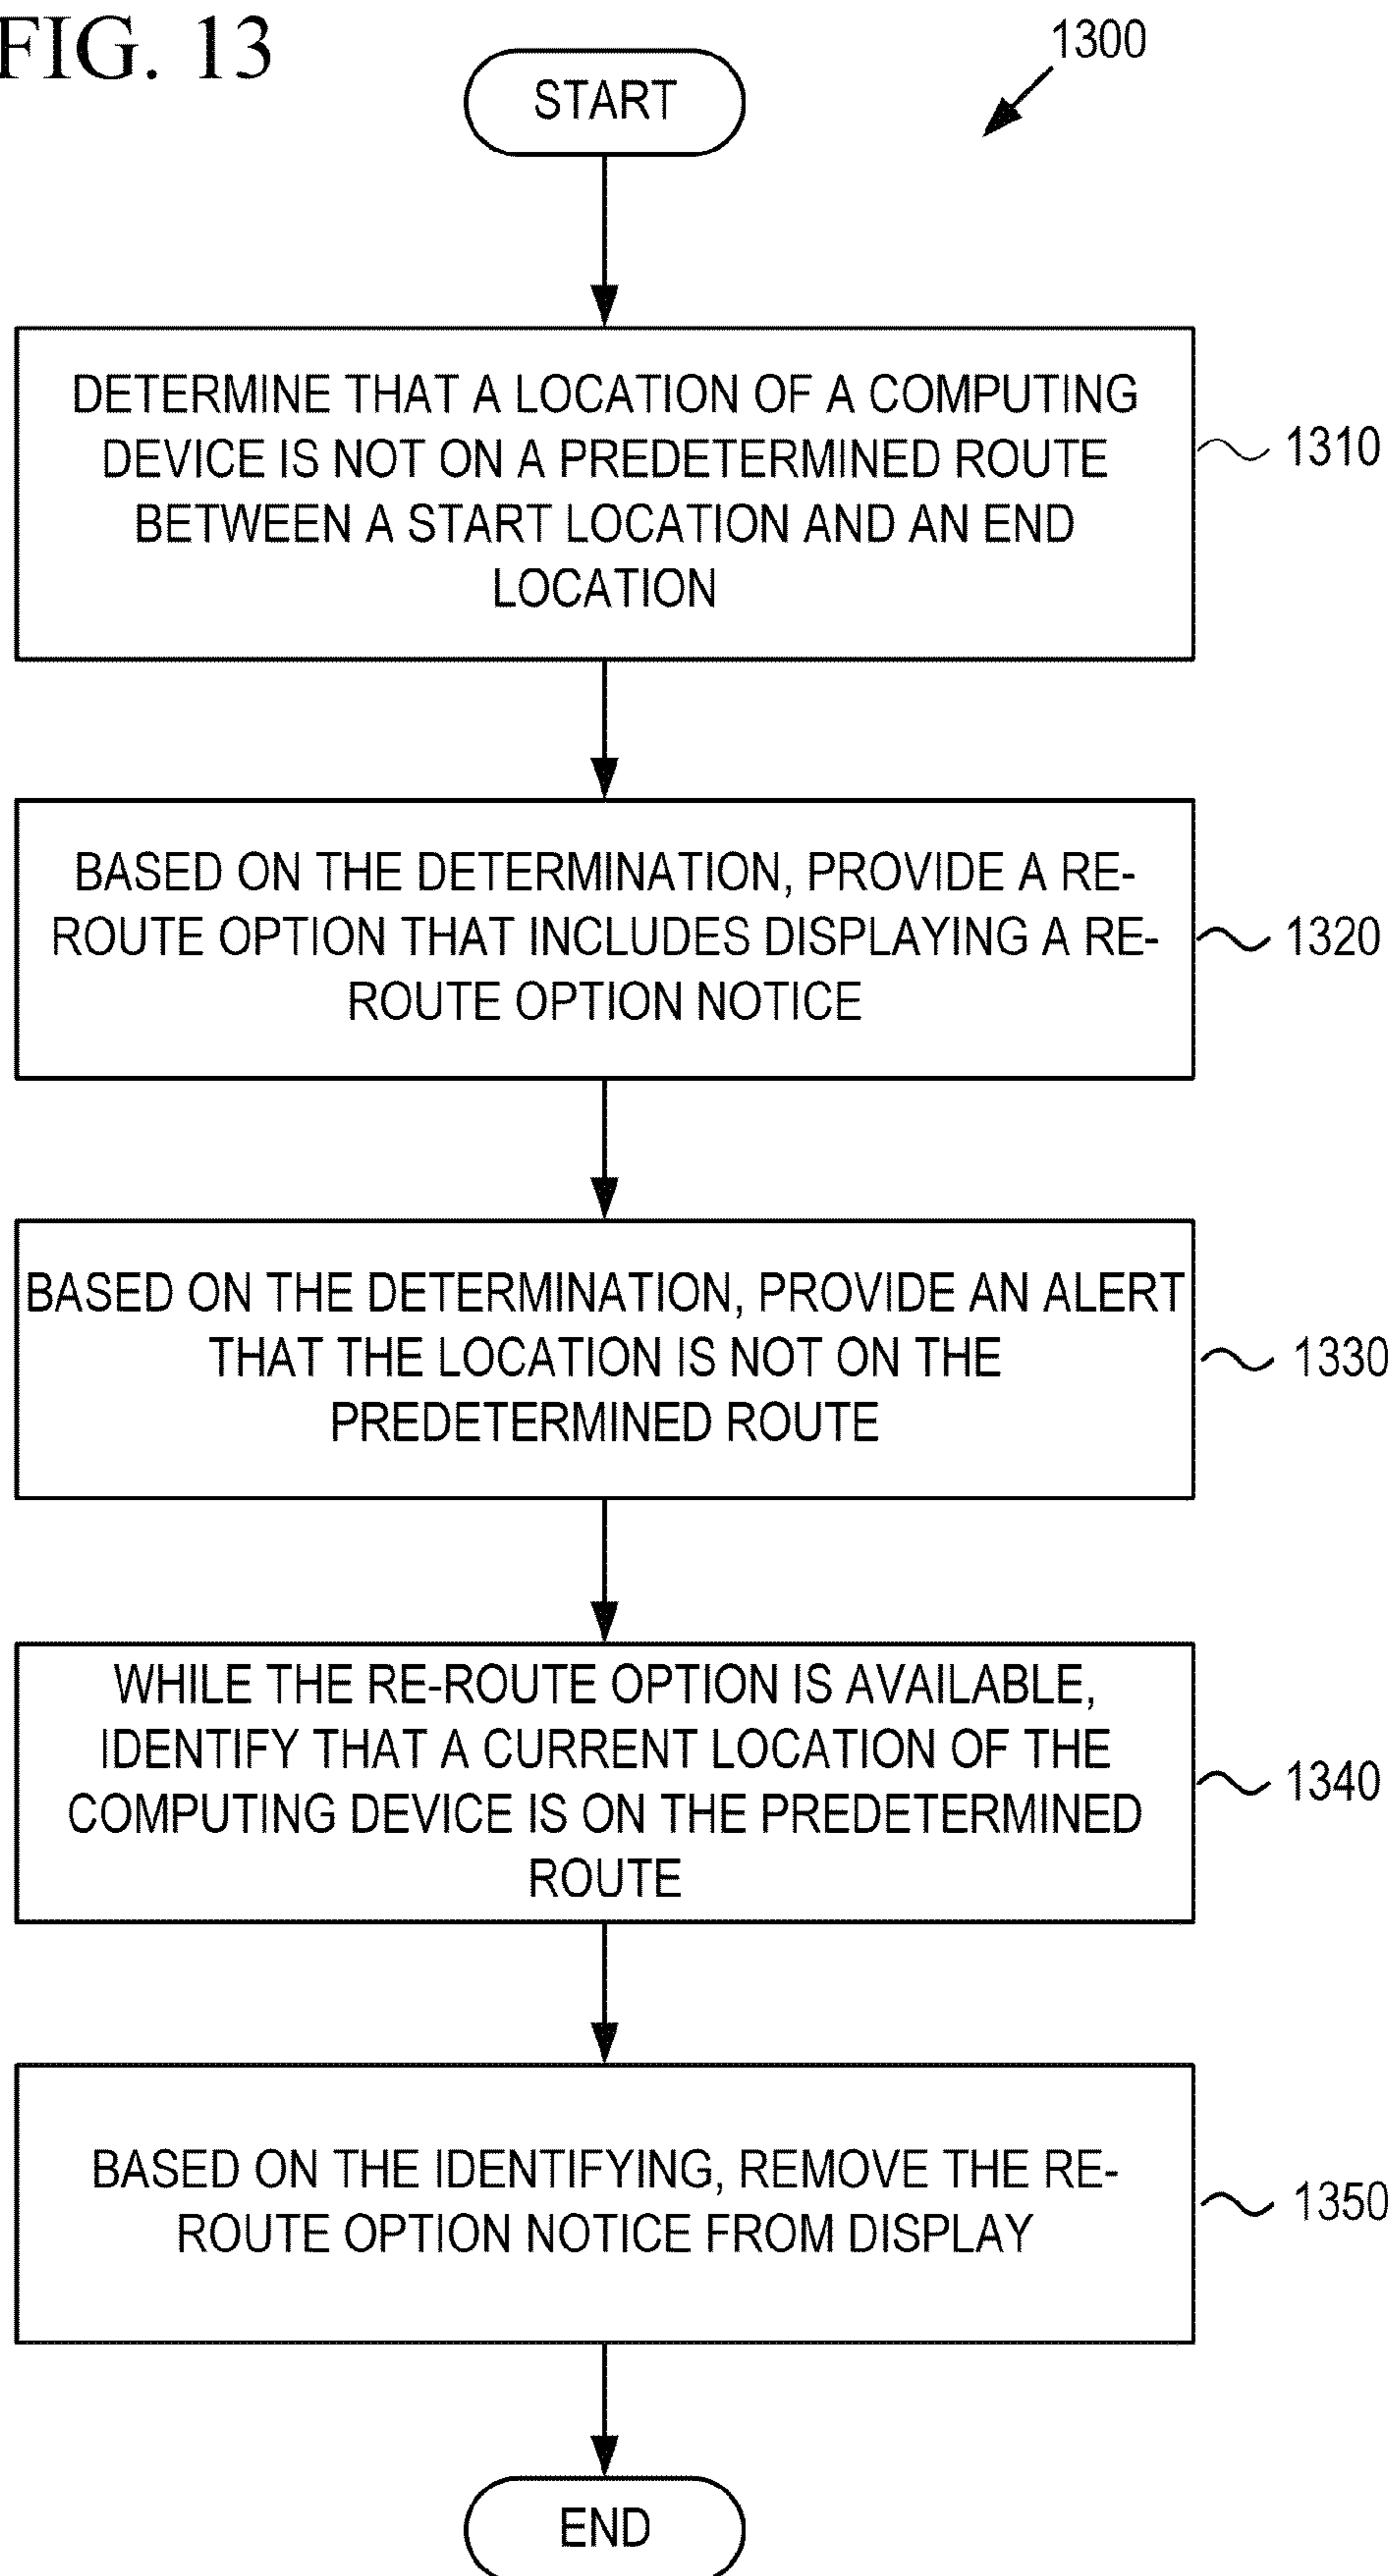 FIG. 13
1300
START
DETERMINE THAT A LOCATION OF A COMPUTING
DEVICE IS NOT ON A PREDETERMINED ROUTE
BETWEEN A START LOCATION AND AN END
LOCATION
1310
BASED ON THE DETERMINATION, PROVIDE A RE-
ROUTE OPTION THAT INCLUDES DISPLAYING A RE-
ROUTE OPTION NOTICE
1320
BASED ON THE DETERMINATION, PROVIDE AN ALERT
THAT THE LOCATION IS NOT ON THE
PREDETERMINED ROUTE
1330
WHILE THE RE-ROUTE OPTION IS AVAILABLE,
IDENTIFY THAT A CURRENT LOCATION OF THE
COMPUTING DEVICE IS ON THE PREDETERMINED
ROUTE
1340
BASED ON THE IDENTIFYING, REMOVE THE RE-
ROUTE OPTION NOTICE FROM DISPLAY
1350
END